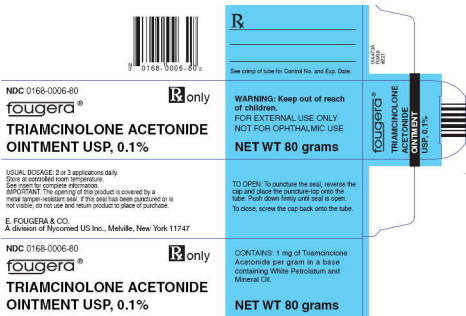 N 3 0168-0006-80 2
Rx
See crimp of tube for Control No. and Exp. Date.
NDC 0168-0006-80
Rx only
fougera®
TRIAMCINOLONE ACETONIDE
OINTMENT USP, 0.1%
WARNING: Keep out of reach
of children.
FOR EXTERNAL USE ONLY
NOT FOR OPHTHALMIC USE
NET WT 80 grams
fougera®
TRIAMCINOLONE
ACETONIDE
OINTMENT
USP, 0.1%
USUAL DOSAGE: 2 or 3 applications daily.
Store at controlled room temperature.
See insert for complete information.
IMPORTANT: The opening of this product is covered by a
metal tamper-resistant seal. If this seal has been punctured or is
not visible, do not use and return product to place of purchase.
E. FOUGERA & CO.
A division of Nycomed US Inc., Melville, New York 11747
TO OPEN: To puncture the seal, reverse the
cap and place the puncture-top onto the
tube. Push down firmly until seal is open.
To close, screw the cap back onto the tube.
NDC 0168-0006-80
Rx only
fougera®
TRIAMCINOLONE ACETONIDE
OINTMENT USP, 0.1%
CONTAINS: 1 mg of Triamcinolone
Acetonide per gram in a base
containing White Petrolatum and
Mineral Oil.
NET WT 80 grams